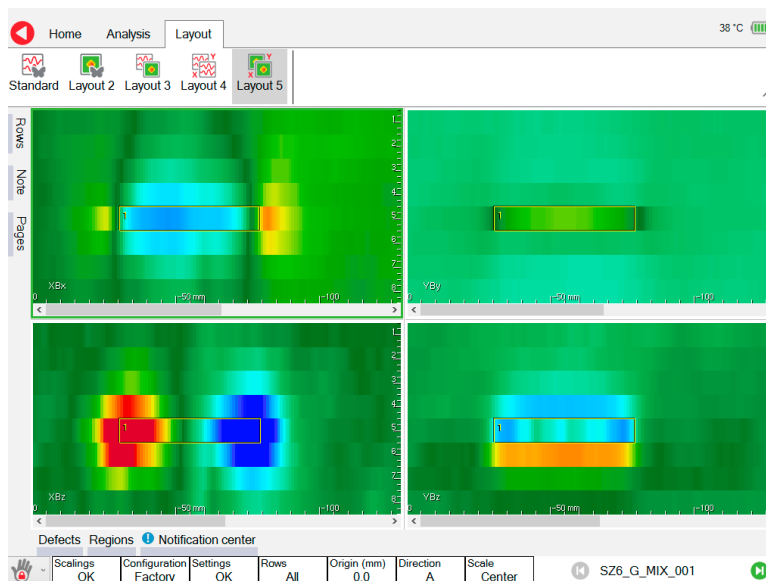 Home Analysis Layout 38 °C
Standard Layout 2 Layout 3 Layout 4 Layout 5
Rows
Note
Pages
1
2
3
4
5
6
7
8
1
XBx
0 -50 mm -100
1
YBy
0 -50 mm -100
1
2
3
4
5
6
7
8
1
XBz
0 -50 mm -100
1
YBz
0 -50 mm -100
Defects Regions Notification center
Scalings Configuration Settings Rows Origin (mm) Direction Scale
OK Factory OK All 0.0 A Center
SZ6_G_MIX_001